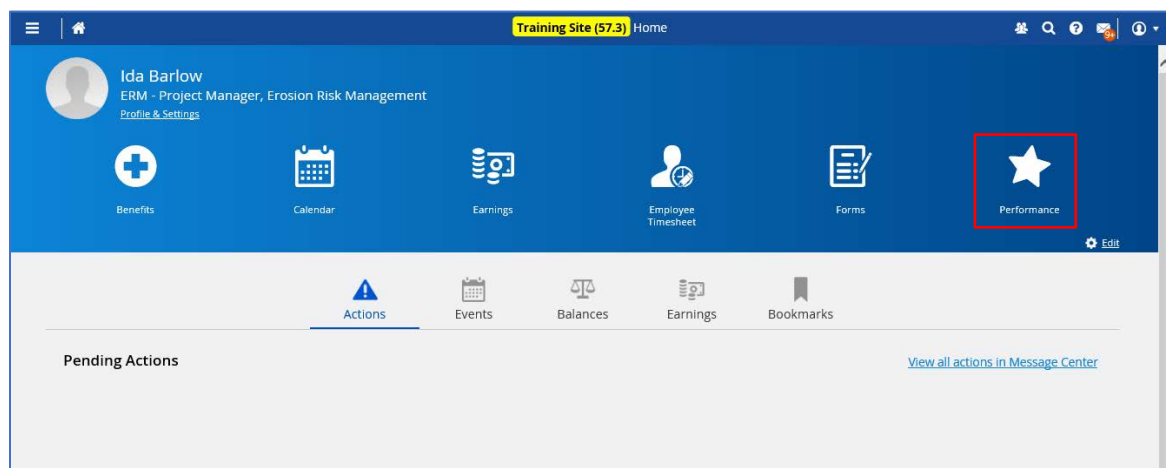 Training Site (57.3) Home
9+
Ida Barlow
ERM - Project Manager, Erosion Risk Management
Profile & Settings
Benefits
Calendar
Earnings
Employee
Timesheet
Forms
Performance
Edit
Actions
Events
Balances
Earnings
Bookmarks
Pending Actions
View all actions in Message Center